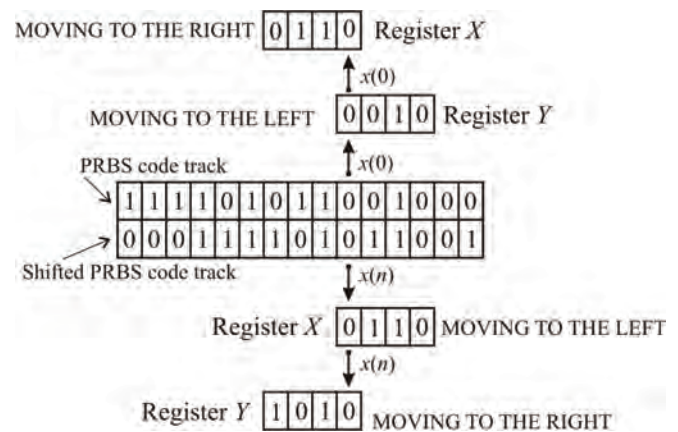 MOVING TO THE RIGHT 0 1 1 0 Register X
x(0)
MOVING TO THE LEFT 0 0 1 0 Register Y
PRBS code track x(0)
1 1 1 1 0 1 0 1 1 0 0 1 0 0 0
0 0 0 1 1 1 1 0 1 0 1 1 0 0 1
Shifted PRBS code track x(n)
Register X 0 1 1 0 MOVING TO THE LEFT
x(n)
Register Y 1 0 1 0 MOVING TO THE RIGHT